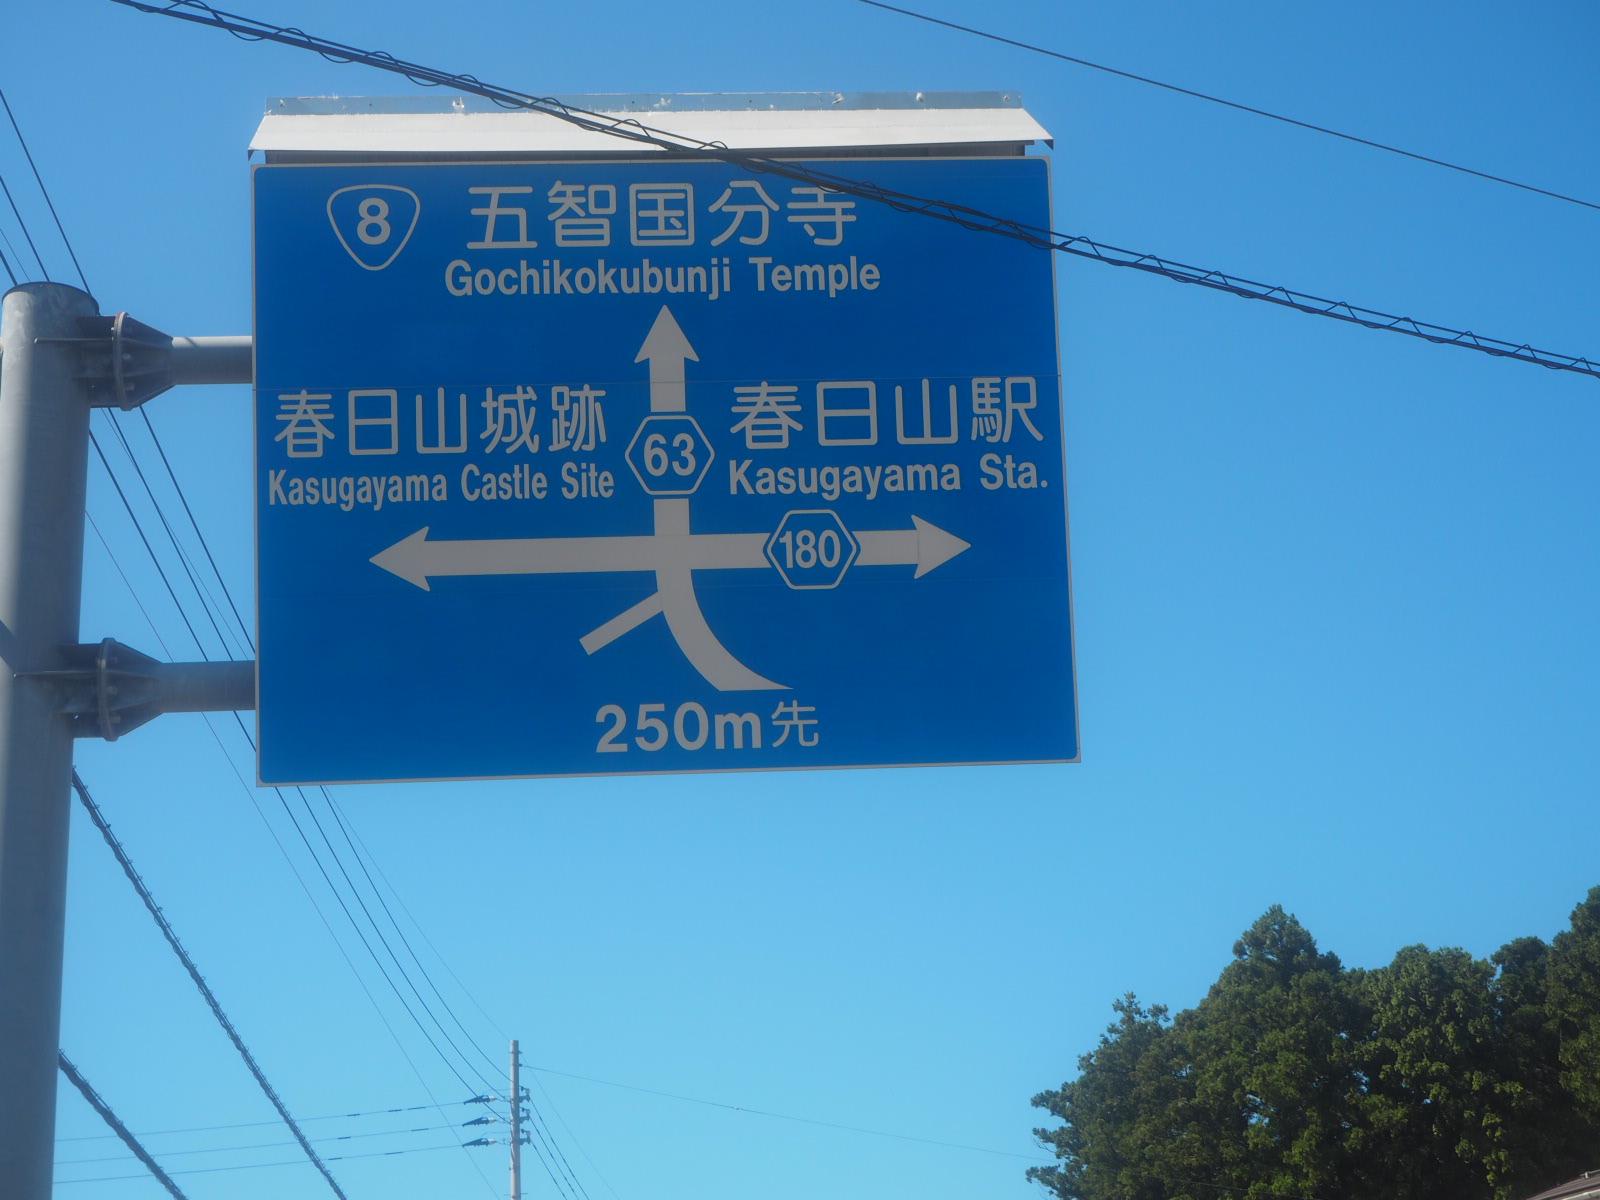 8 五智国分寺
Gochikokubunji Temple
春日山城跡
Kasugayama Castle Site
63
春日山駅
Kasugayama Sta.
180
250m先